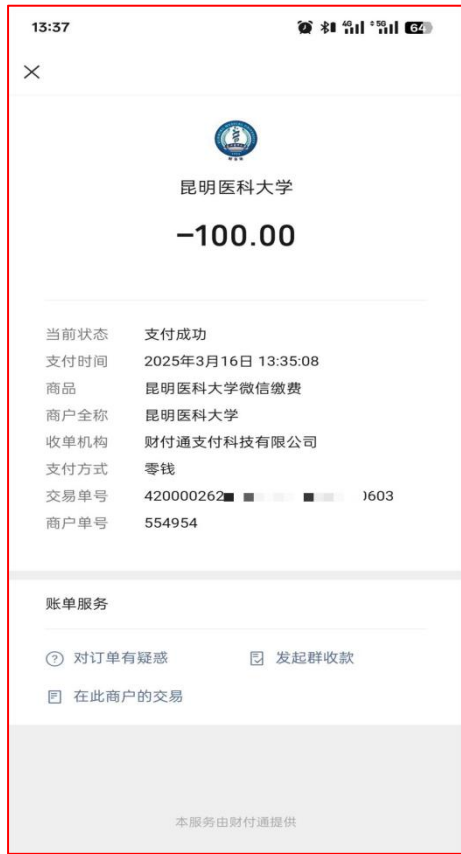 13:37
4G 5G 64
昆明医科大学
-100.00
当前状态 支付成功
支付时间 2025年3月16日 13:35:08
商品 昆明医科大学微信缴费
商户全称 昆明医科大学
收单机构 财付通支付科技有限公司
支付方式 零钱
交易单号 420000262 0603
商户单号 554954
账单服务
对订单有疑惑 发起群收款
在此商户的交易
本服务由财付通提供